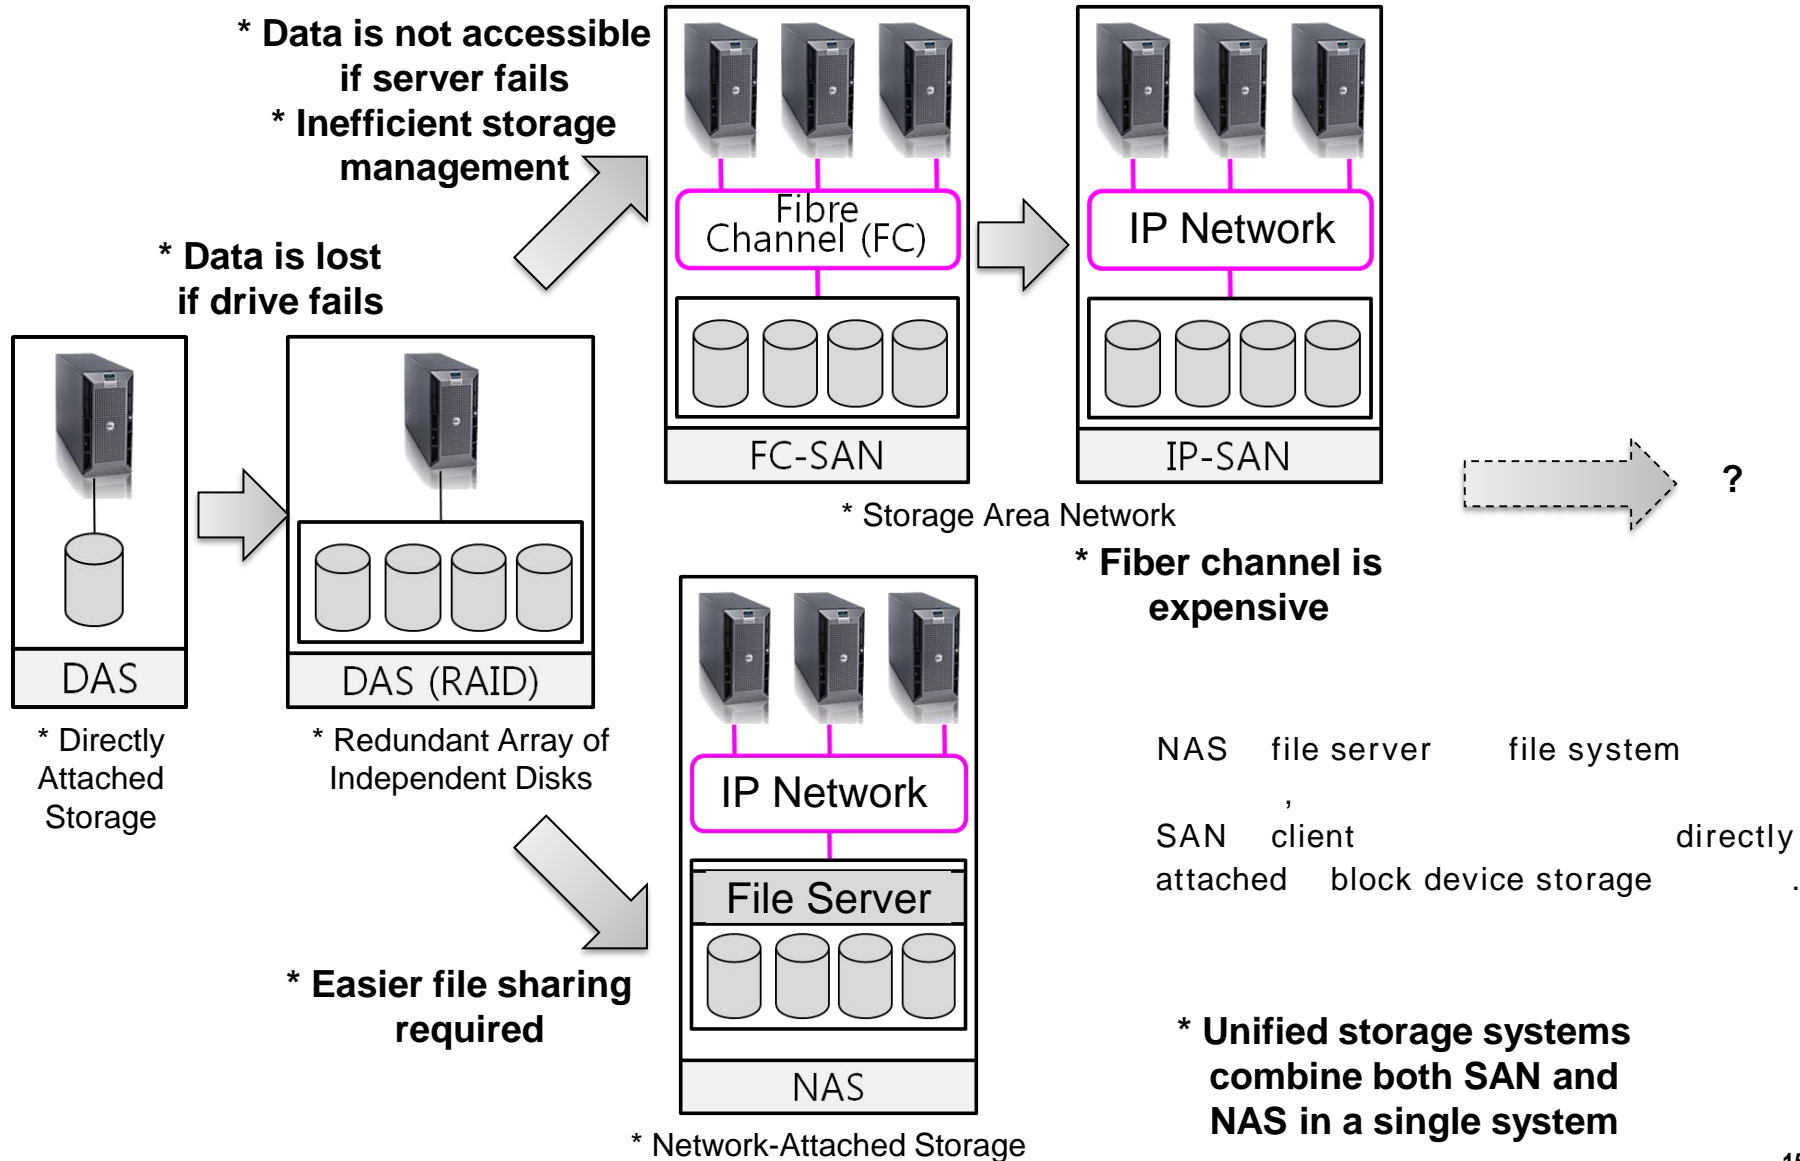 * Data is not accessible
if server fails
* Inefficient storage
management
* Data is lost
if drive fails
DAS
* Directly
Attached
Storage
DAS (RAID)
* Redundant Array of
Independent Disks
Fibre
Channel (FC)
FC-SAN
IP Network
IP-SAN
* Storage Area Network
* Fiber channel is
expensive
?
* Easier file sharing
required
IP Network
File Server
NAS
* Network-Attached Storage
NAS file server file system
,
SAN client directly
attached block device storage .
* Unified storage systems
combine both SAN and
NAS in a single system